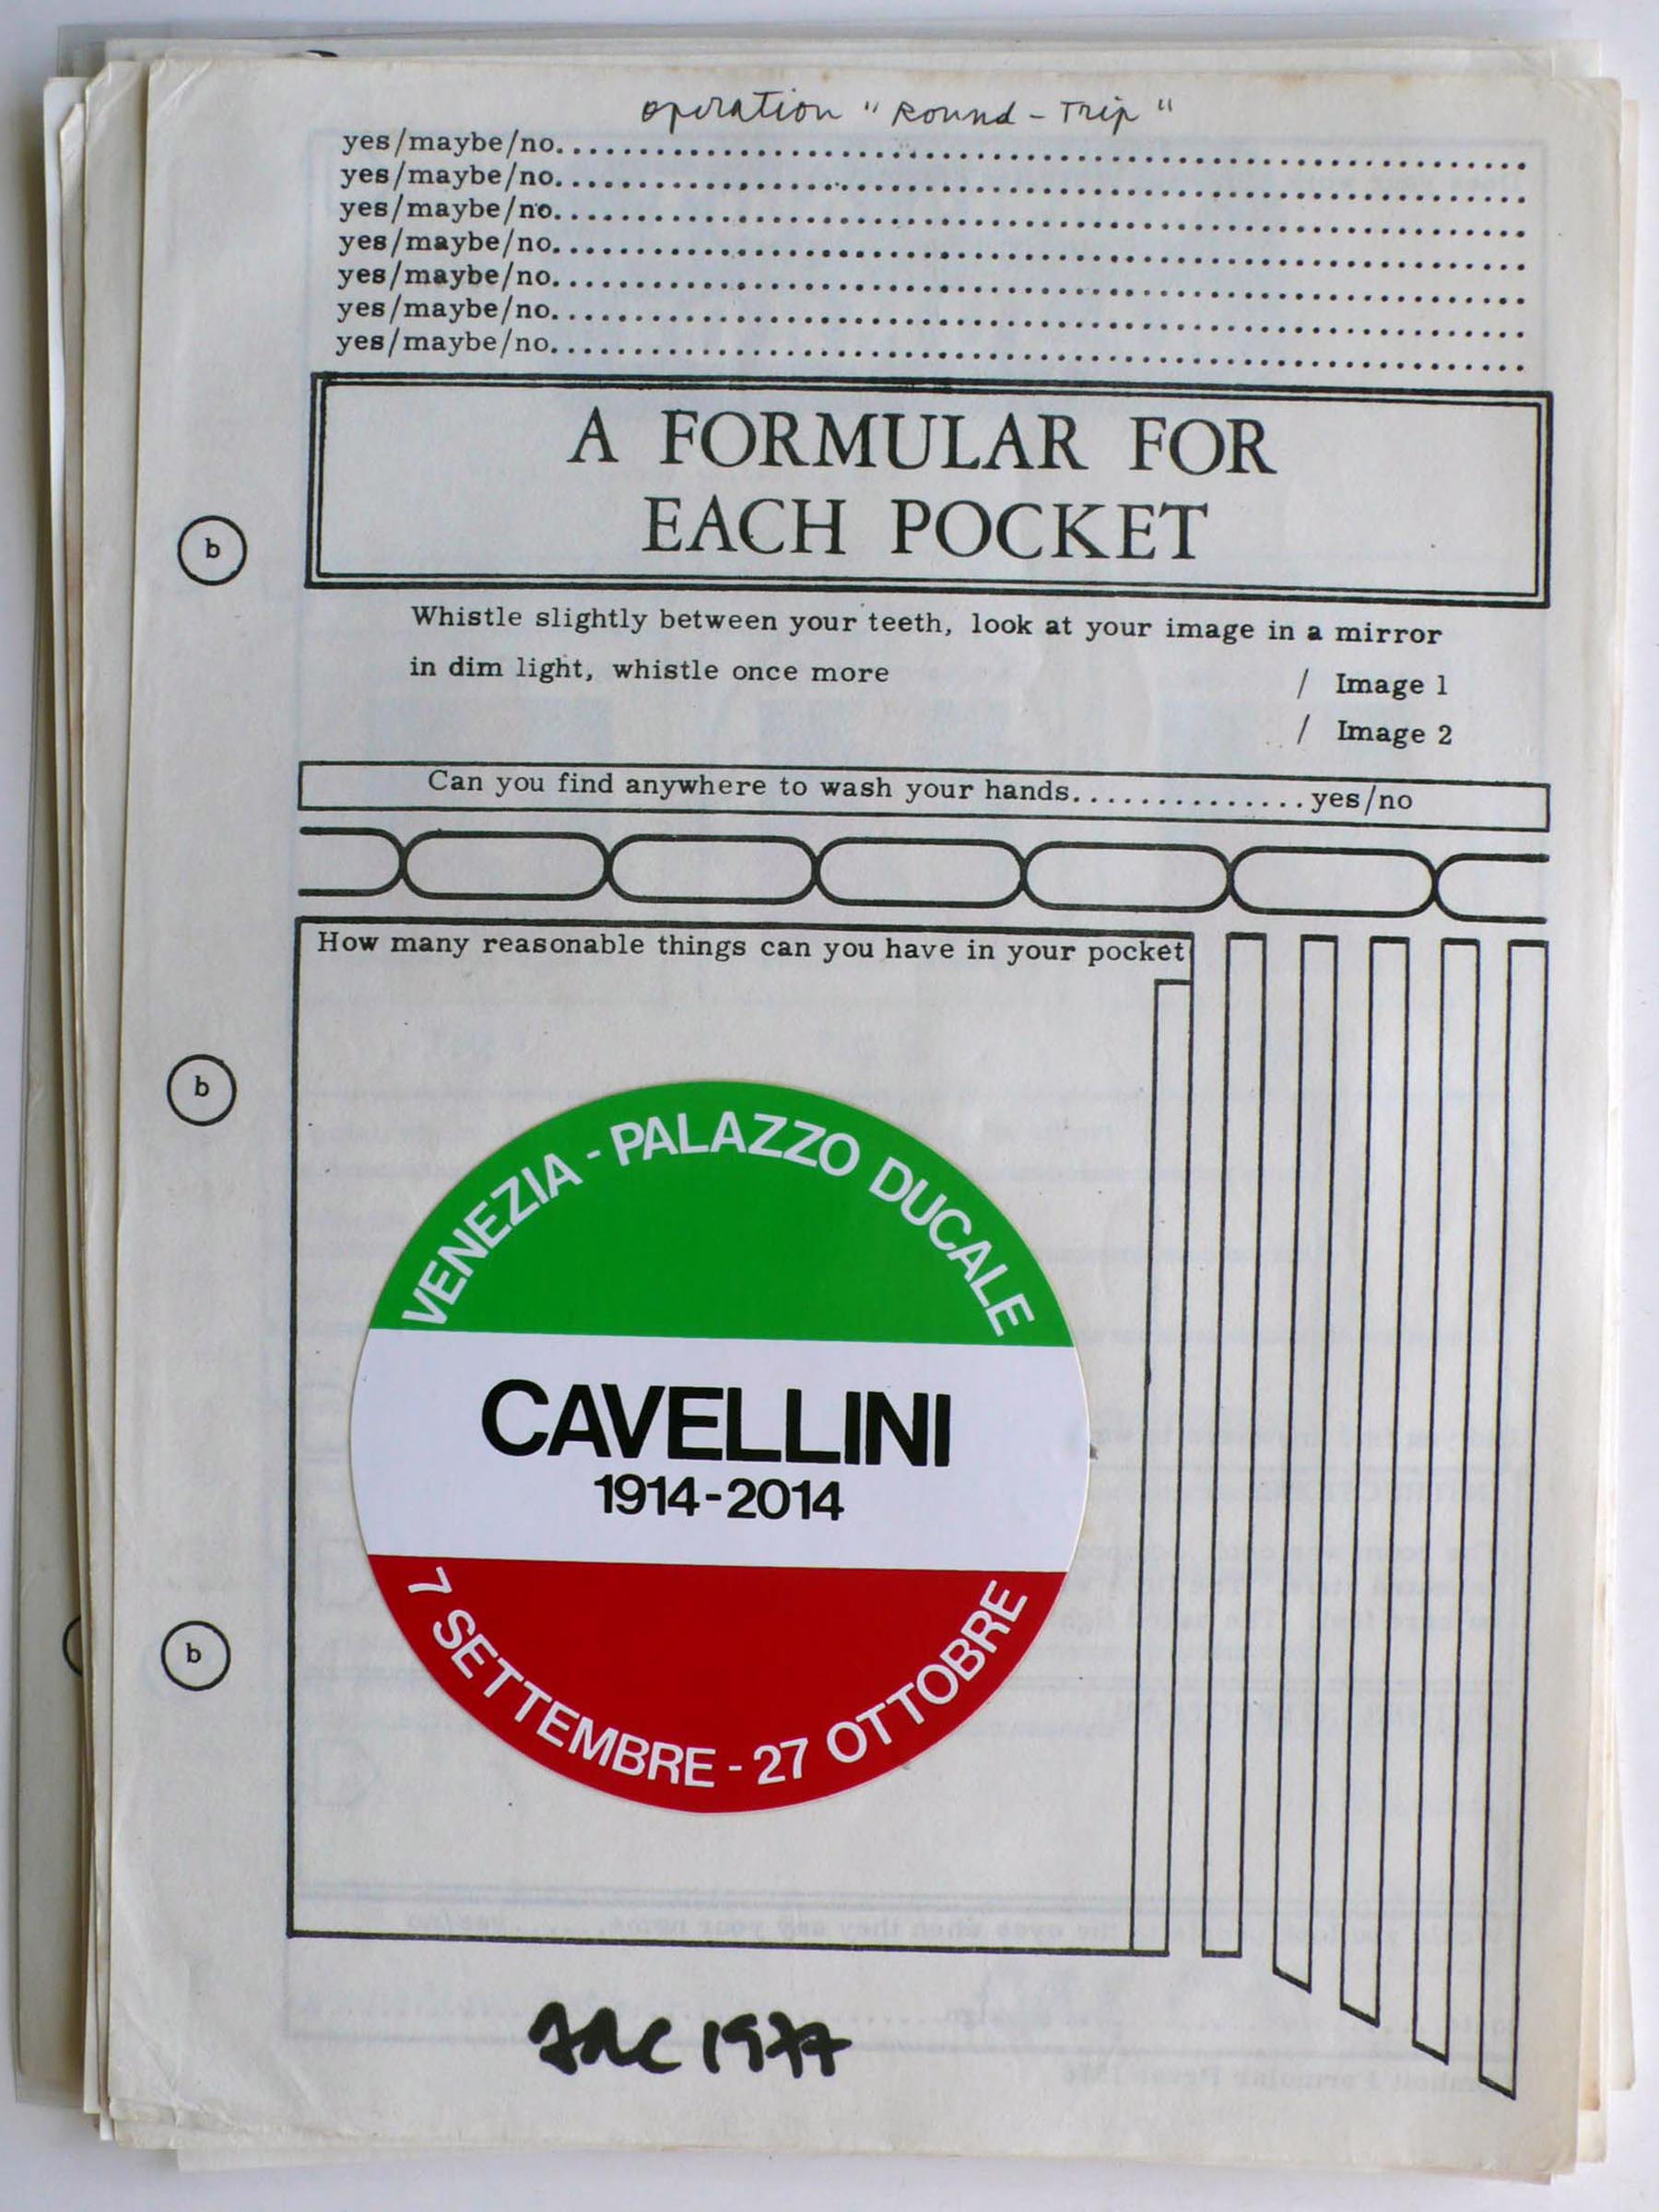 operation "Round-Trip"
yes/maybe/no.............................................................
yes/maybe/no.............................................................
yes/maybe/no.............................................................
yes/maybe/no.............................................................
yes/maybe/no.............................................................
yes/maybe/no.............................................................
yes/maybe/no.............................................................
A FORMULAR FOR
EACH POCKET
b
Whistle slightly between your teeth, look at your image in a mirror
in dim light, whistle once more / Image 1
/ Image 2
Can you find anywhere to wash your hands..............yes/no
How many reasonable things can you have in your pocket
b
VENEZIA - PALAZZO DUCALE
CAVELLINI
1914-2014
7 SETTEMBRE - 27 OTTOBRE
b
1977